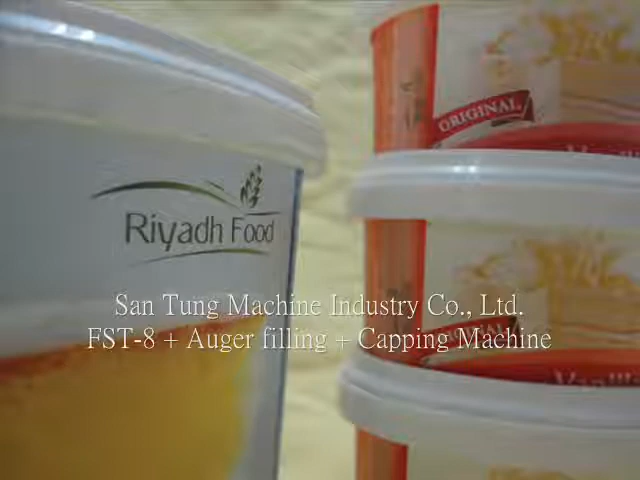 Riyadh Food
ORIGINAL
ORIGINAL
San Tung Machine Industry Co., Ltd.
FST-8 + Auger filling + Capping Machine